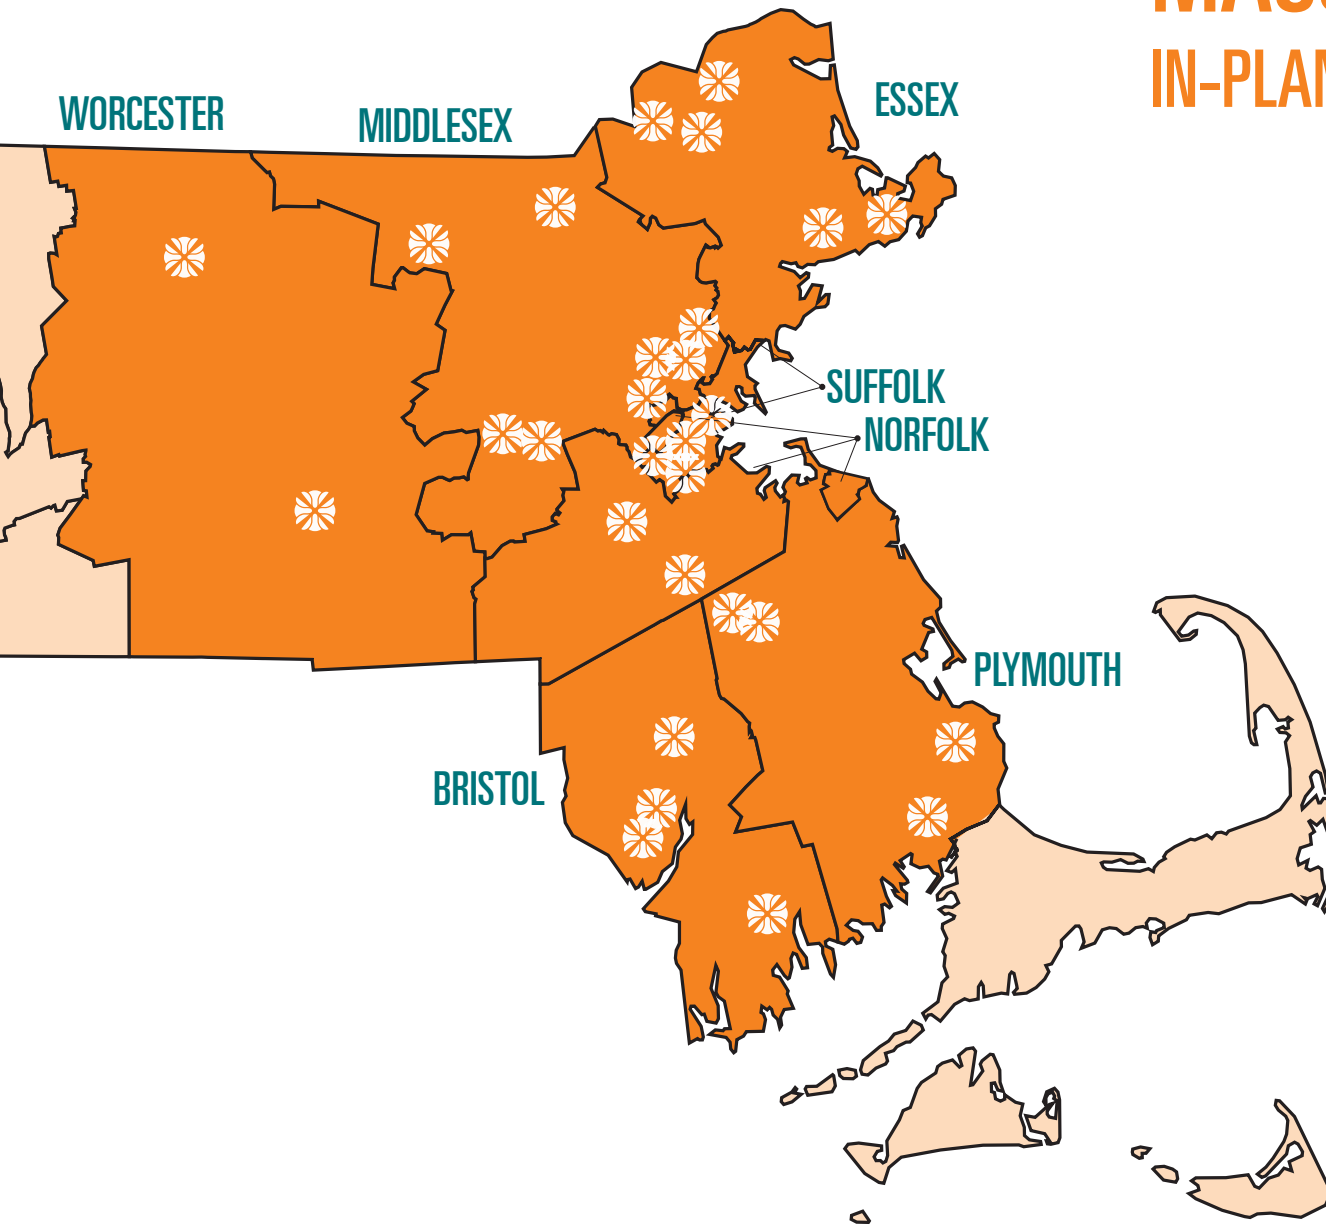 IN-PLAN
WORCESTER
MIDDLESEX
ESSEX
SUFFOLK
NORFOLK
PLYMOUTH
BRISTOL